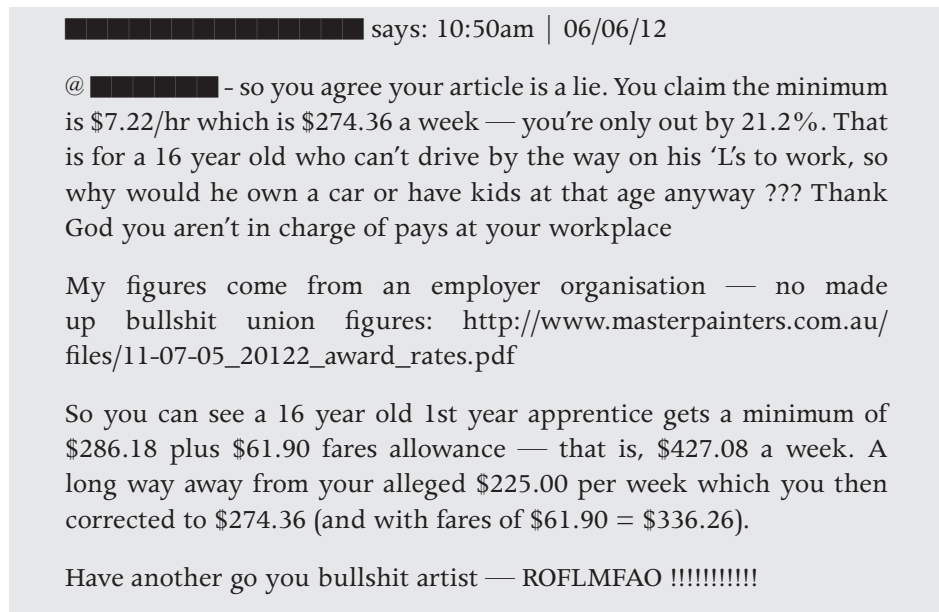 says: 10:50am | 06/06/12
@ - so you agree your article is a lie. You claim the minimum
is $7.22/hr which is $274.36 a week — you’re only out by 21.2%. That
is for a 16 year old who can’t drive by the way on his ‘L’s to work, so
why would he own a car or have kids at that age anyway ??? Thank
God you aren’t in charge of pays at your workplace
My figures come from an employer organisation — no made
up bullshit union figures: http://www.masterpainters.com.au/
files/11-07-05_20122_award_rates.pdf
So you can see a 16 year old 1st year apprentice gets a minimum of
$286.18 plus $61.90 fares allowance — that is, $427.08 a week. A
long way away from your alleged $225.00 per week which you then
corrected to $274.36 (and with fares of $61.90 = $336.26).
Have another go you bullshit artist — ROFLMFAO !!!!!!!!!!!